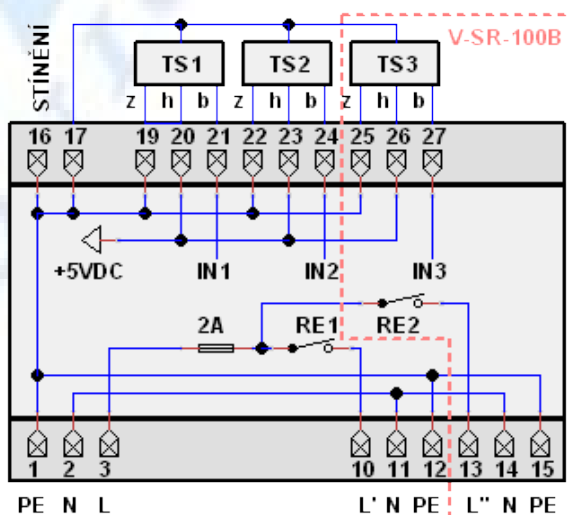 V-SR-100B
STÍNĚNÍ
TS1 TS2 TS3
z h b z h b z h b
16 17 19 20 21 22 23 24 25 26 27
+5VDC IN1 IN2 IN3
2A RE1 RE2
1 2 3 10 11 12 13 14 15
PE N L L' N PE L" N PE